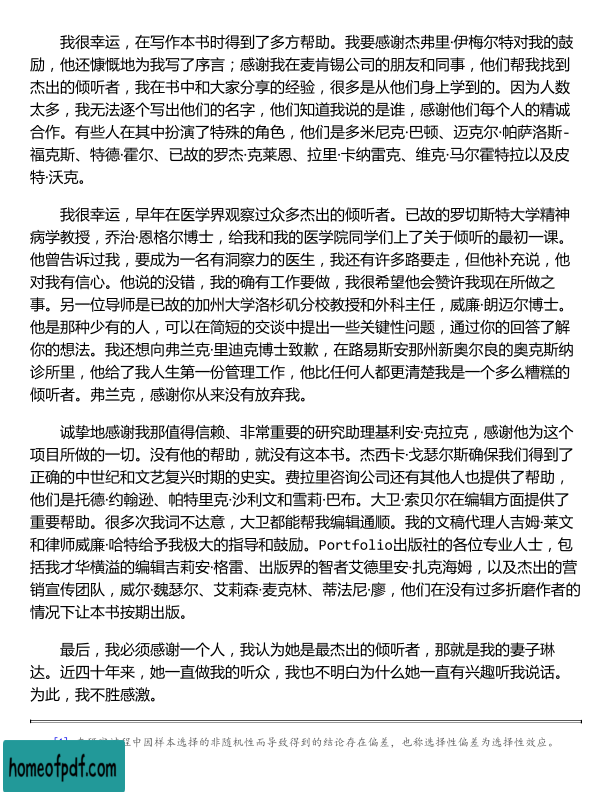 我很幸运，在写作本书时得到了多方帮助。我要感谢杰弗里·伊梅尔特对我的鼓
励，他还慷慨地为我写了序言；感谢我在麦肯锡公司的朋友和同事，他们帮我找到
杰出的倾听者，我在书中和大家分享的经验，很多是从他们身上学到的。因为人数
太多，我无法逐个写出他们的名字，他们知道我说的是谁，感谢他们每个人的精诚
合作。有些人在其中扮演了特殊的角色，他们是多米尼克·巴顿、迈克尔·帕萨洛斯-
福克斯、特德·霍尔、已故的罗杰·克莱恩、拉里·卡纳雷克、维克·马尔霍特拉以及皮
特·沃克。
我很幸运，早年在医学界观察过众多杰出的倾听者。已故的罗切斯特大学精神
病学教授，乔治·恩格尔博士，给我和我的医学院同学们上了关于倾听的最初一课。
他曾告诉过我，要成为一名有洞察力的医生，我还有许多路要走，但他补充说，他
对我有信心。他说的没错，我的确有工作要做，我很希望他会赞许我现在所做之
事。另一位导师是已故的加州大学洛杉矶分校教授和外科主任，威廉·朗迈尔博士。
他是那种少有的人，可以在简短的交谈中提出一些关键性问题，通过你的回答了解
你的想法。我还想向弗兰克·里迪克博士致歉，在路易斯安那州新奥尔良的奥克斯纳
诊所里，他给了我人生第一份管理工作，他比任何人都更清楚我是一个多么糟糕的
倾听者。弗兰克，感谢你从来没有放弃我。
诚挚地感谢我那值得信赖、非常重要的研究助理基利安·克拉克，感谢他为这个
项目所做的一切。没有他的帮助，就没有这本书。杰西卡·戈瑟尔斯确保我们得到了
正确的中世纪和文艺复兴时期的史实。费拉里咨询公司还有其他人也提供了帮助，
他们是托德·约翰逊、帕特里克·沙利文和雪莉·巴布。大卫·索贝尔在编辑方面提供了
重要帮助。很多次我词不达意，大卫都能帮我编辑通顺。我的文稿代理人吉姆·莱文
和律师威廉·哈特给予我极大的指导和鼓励。Portfolio出版社的各位专业人士，包
括我才华横溢的编辑吉莉安·格雷、出版界的智者艾德里安·扎克海姆，以及杰出的营
销宣传团队，威尔·魏瑟尔、艾莉森·麦克林、蒂法尼·廖，他们在没有过多折磨作者的
情况下让本书按期出版。
最后，我必须感谢一个人，我认为她是最杰出的倾听者，那就是我的妻子琳
达。近四十年来，她一直做我的听众，我也不明白为什么她一直有兴趣听我说话。
为此，我不胜感激。
程中因样本选择的非随机性而导致得到的结论存在偏差，也称选择性偏差为选择性效应。
homeofpdf.com